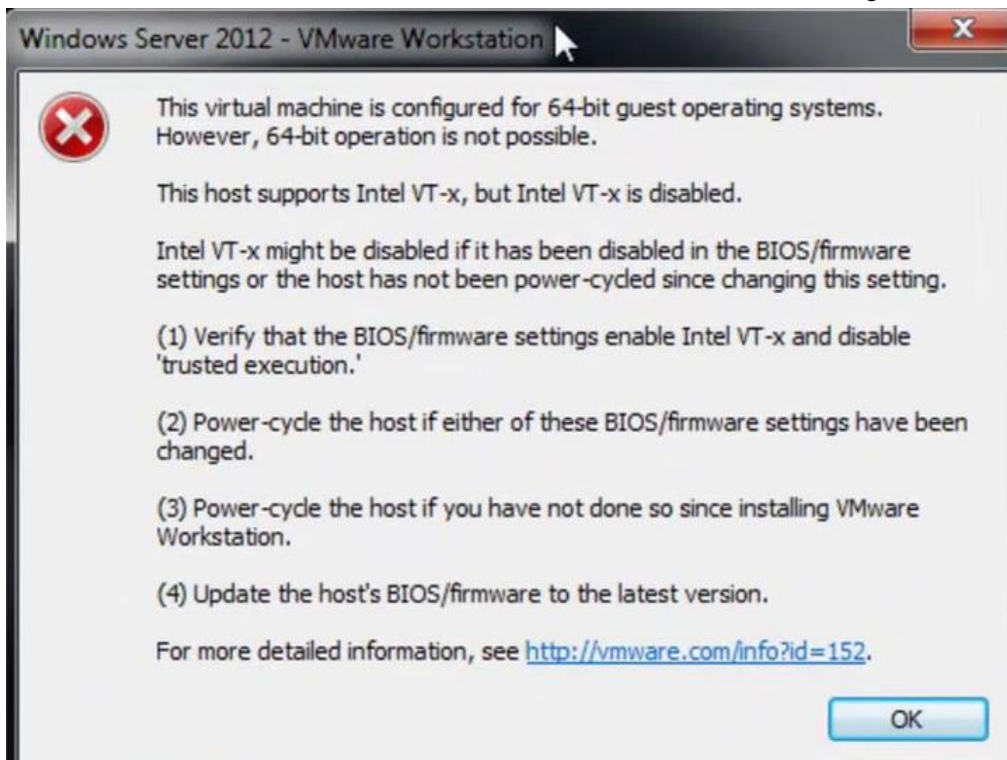 Windows Server 2012 - VMware Workstation
This virtual machine is configured for 64-bit guest operating systems.
However, 64-bit operation is not possible.
This host supports Intel VT-x, but Intel VT-x is disabled.
Intel VT-x might be disabled if it has been disabled in the BIOS/firmware
settings or the host has not been power-cycled since changing this setting.
(1) Verify that the BIOS/firmware settings enable Intel VT-x and disable
'trusted execution.'
(2) Power-cycle the host if either of these BIOS/firmware settings have been
changed.
(3) Power-cycle the host if you have not done so since installing VMware
Workstation.
(4) Update the host's BIOS/firmware to the latest version.
For more detailed information, see http://vmware.com/info?id=152.
OK